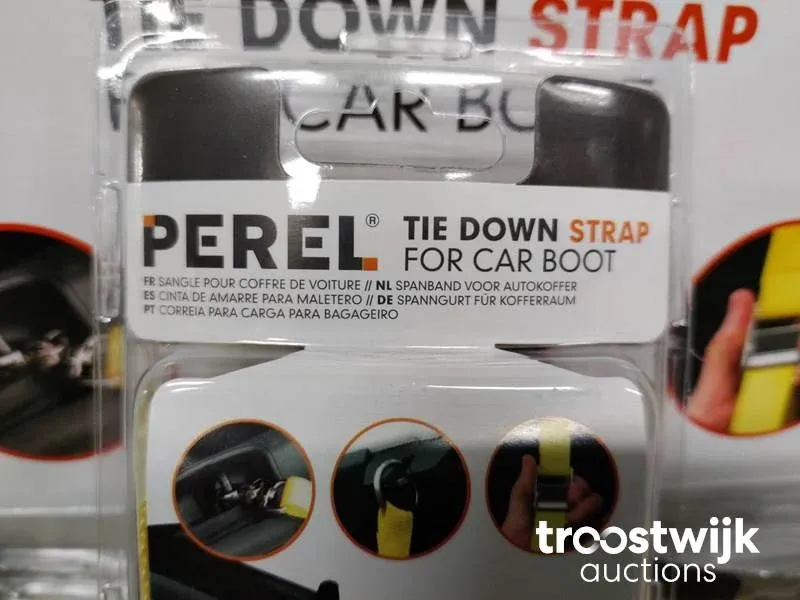 TIE DOWN STRAP
CAR BO
PEREL® TIE DOWN STRAP
FOR CAR BOOT
FR SANGLE POUR COFFRE DE VOITURE // NL SPANBAND VOOR AUTOKOFFER
ES CINTA DE AMARRE PARA MALETERO // DE SPANNGURT FÜR KOFFERRAUM
PT CORREIA PARA CARGA PARA BAGAGEIRO
troostwijk
auctions